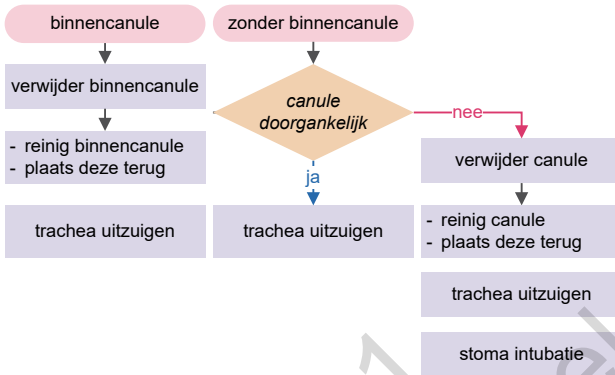 binnencanule
zonder binnencanule
verwijder binnencanule
canule
doorgankelijk
nee
- reinig binnencanule
- plaats deze terug
verwijder canule
ja
trachea uitzuigen
trachea uitzuigen
- reinig canule
- plaats deze terug
trachea uitzuigen
stoma intubatie